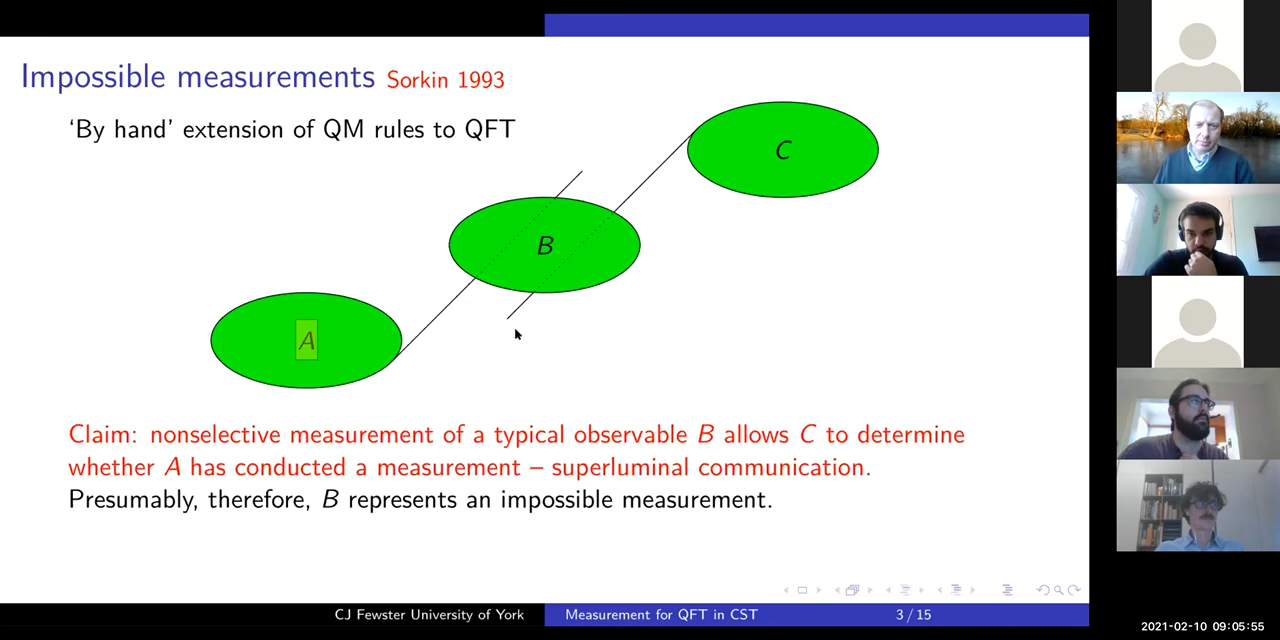 Impossible measurements Sorkin 1993
‘By hand’ extension of QM rules to QFT
C
B
A
Claim: nonselective measurement of a typical observable B allows C to determine
whether A has conducted a measurement – superluminal communication.
Presumably, therefore, B represents an impossible measurement.
CJ Fewster University of York Measurement for QFT in CST 3 / 15
2021-02-10 09:05:55